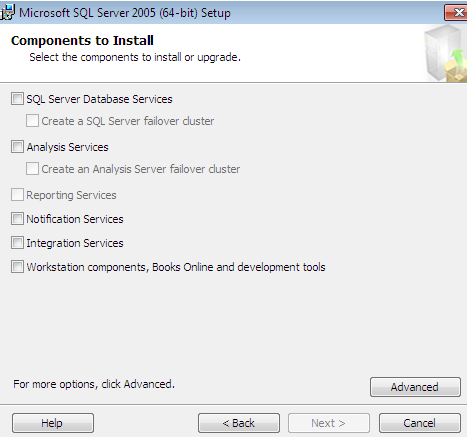 Microsoft SQL Server 2005 (64-bit) Setup
Components to Install
Select the components to install or upgrade.
SQL Server Database Services
Create a SQL Server failover cluster
Analysis Services
Create an Analysis Server failover cluster
Reporting Services
Notification Services
Integration Services
Workstation components, Books Online and development tools
For more options, click Advanced.
Advanced
Help
< Back
Next >
Cancel